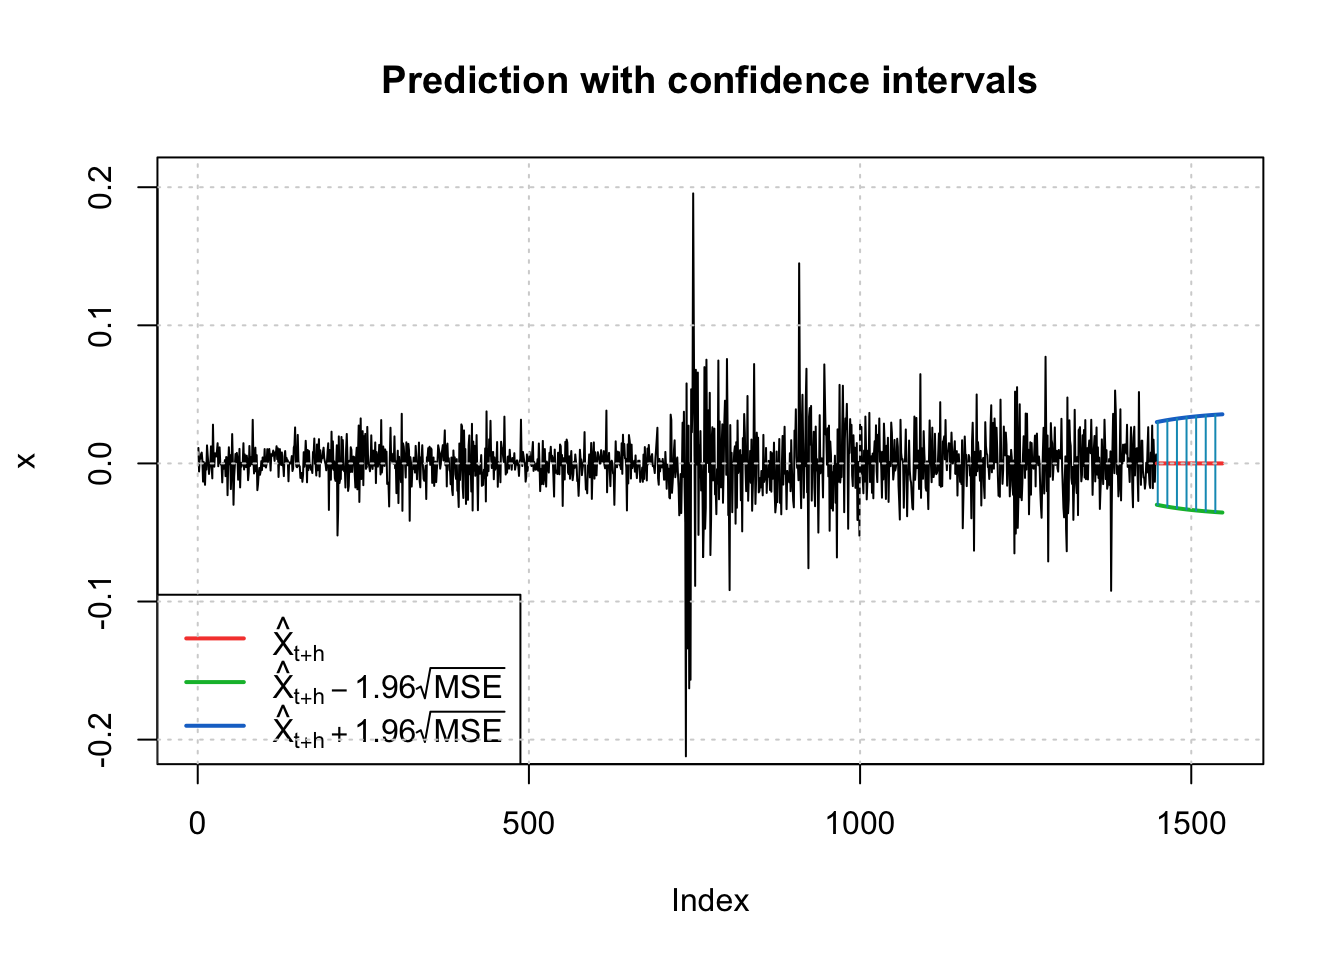 Prediction with confidence intervals
x
0.2
0.1
0.0
-0.1
-0.2
X̂t+h
X̂t+h − 1.96√MSE
X̂t+h + 1.96√MSE
0 500 1000 1500
Index